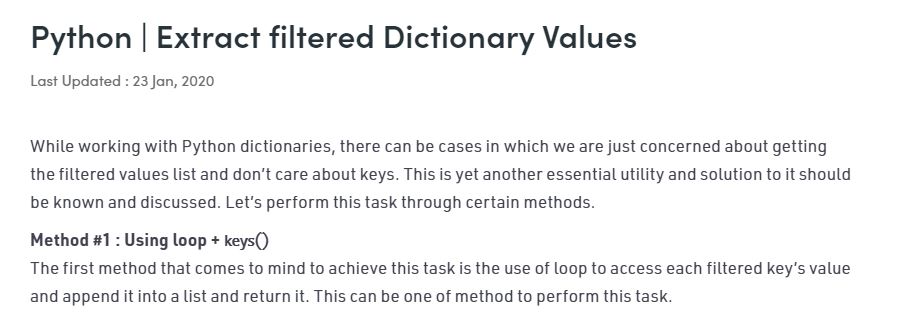 Python | Extract filtered Dictionary Values
Last Updated : 23 Jan, 2020
While working with Python dictionaries, there can be cases in which we are just concerned about getting
the filtered values list and don’t care about keys. This is yet another essential utility and solution to it should
be known and discussed. Let’s perform this task through certain methods.
Method #1 : Using loop + keys()
The first method that comes to mind to achieve this task is the use of loop to access each filtered key’s value
and append it into a list and return it. This can be one of method to perform this task.